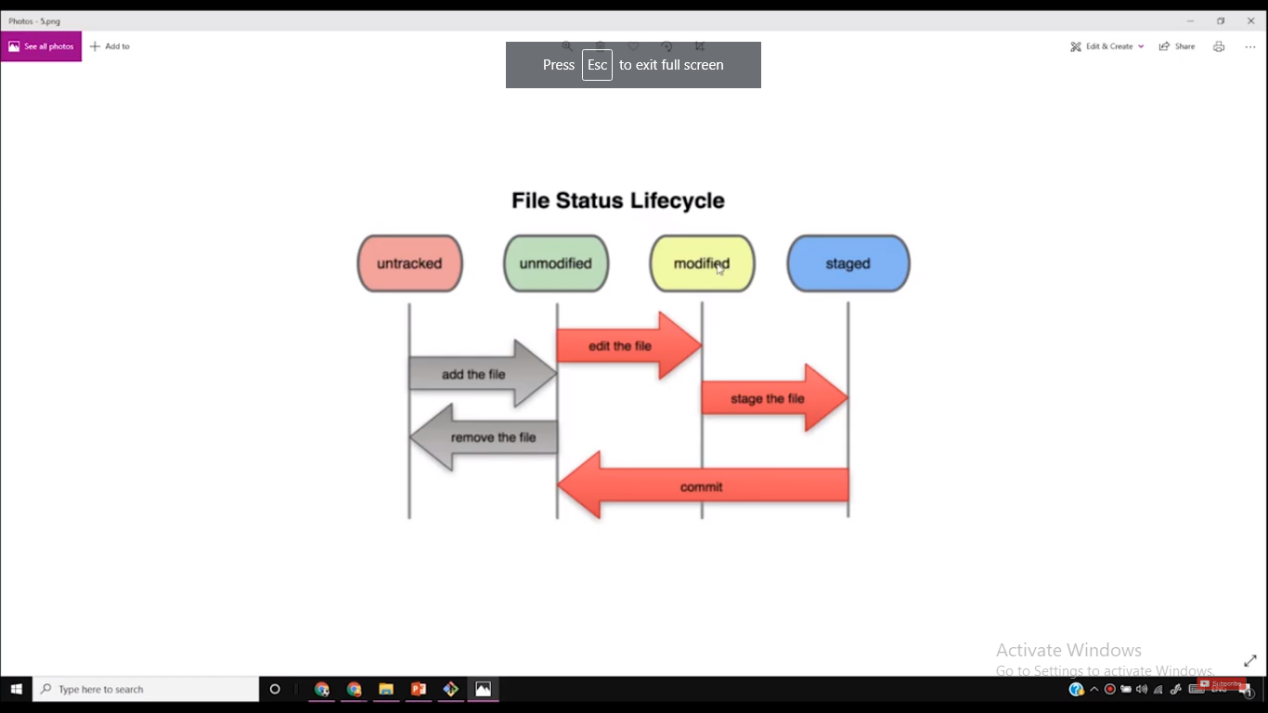 Photos - 5.png
See all photos
Add to
Edit & Create
Share
Press Esc to exit full screen
File Status Lifecycle
untracked
unmodified
modified
staged
edit the file
add the file
stage the file
remove the file
commit
Activate Windows
Go to Settings to activate Windows.
Type here to search